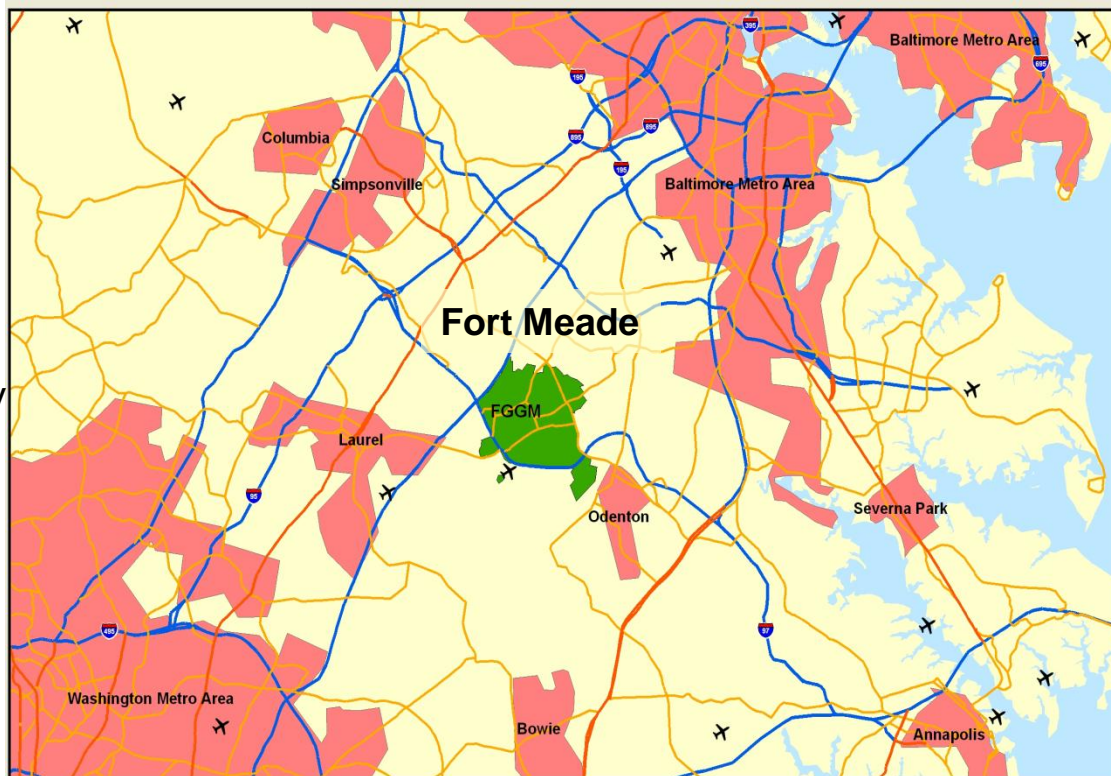 395
Baltimore Metro Area
695
195
Columbia
895
895
Simpsonville
195
Baltimore Metro Area
Fort Meade
y
FGGM
Laurel
95
Severna Park
Odenton
495
97
Washington Metro Area
Bowie
Annapolis